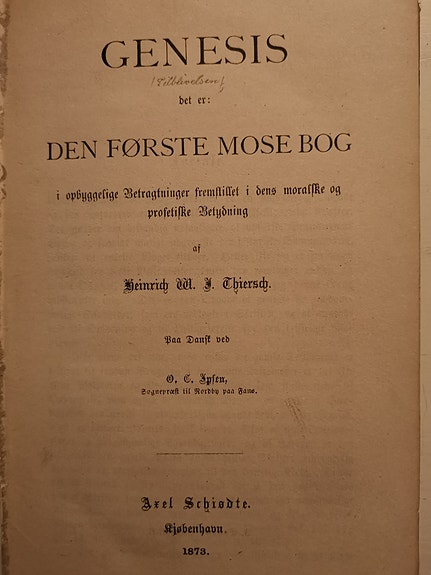 GENESIS
(Tilblivelsen)
det er:
DEN FØRSTE MOSE BOG
i opbyggelige Betragtninger fremstillet i dens moralske og
profetiske Betydning
af
Heinrich W. J. Thiersch.
Paa Dansk ved
O. C. Ipsen,
Sognepræst til Nordby paa Fanø.
Axel Schiødte.
Kjøbenhavn.
1873.